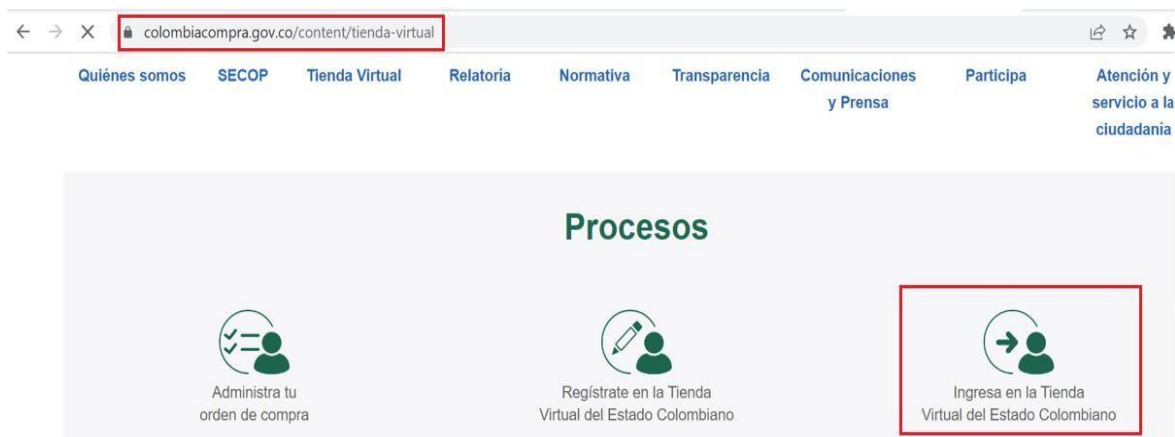 colombiacompra.gov.co/content/tienda-virtual
Quiénes somos SECOP Tienda Virtual Relatoría Normativa Transparencia Comunicaciones y Prensa Participa Atención y servicio a la ciudadanía
Procesos
Administra tu
orden de compra
Regístrate en la Tienda
Virtual del Estado Colombiano
Ingresa en la Tienda
Virtual del Estado Colombiano